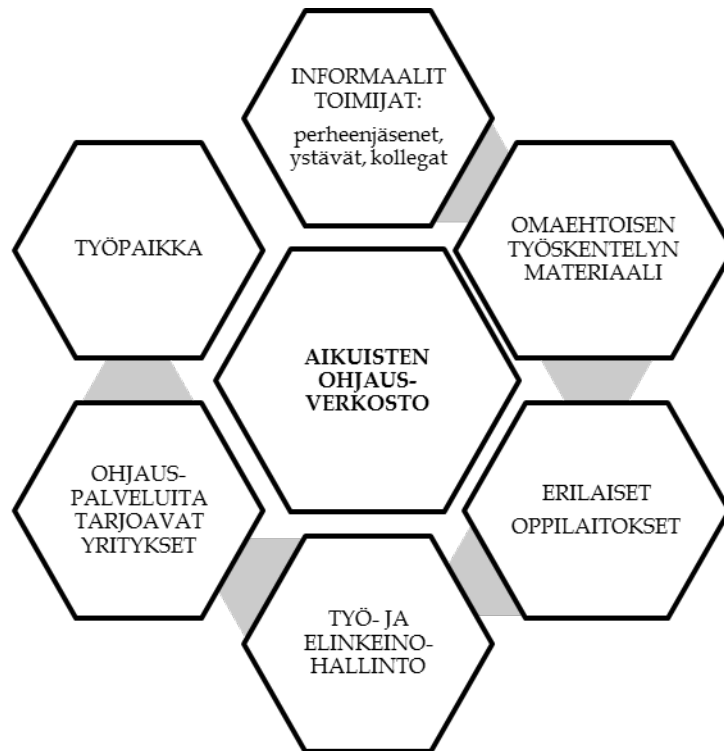 INFORMAALIT
TOIMIJAT:
perheenjäsenet,
ystävät, kollegat
OMAEHTOISEN
TYÖSKENTELYN
MATERIAALI
TYÖPAIKKA
AIKUISTEN
OHJAUS-
VERKOSTO
ERILAISET
OPPILAITOKSET
OHJAUS-
PALVELUITA
TARJOAVAT
YRITYKSET
TYÖ- JA
ELINKEINO-
HALLINTO